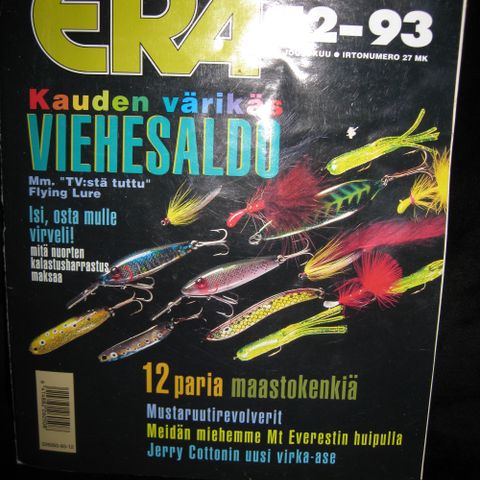 ERÄ
12-93
JOULUKUU ● IRTONUMERO 27 MK
Kauden värikäs
VIEHESALDO
Mm. "TV:stä tuttu"
Flying Lure
Isi, osta mulle
virveli!
mitä nuorten
kalastusharrastus
maksaa
12 paria maastokenkiä
Mustaruutirevolverit
Meidän miehemme Mt Everestin huipulla
Jerry Cottonin uusi virka-ase